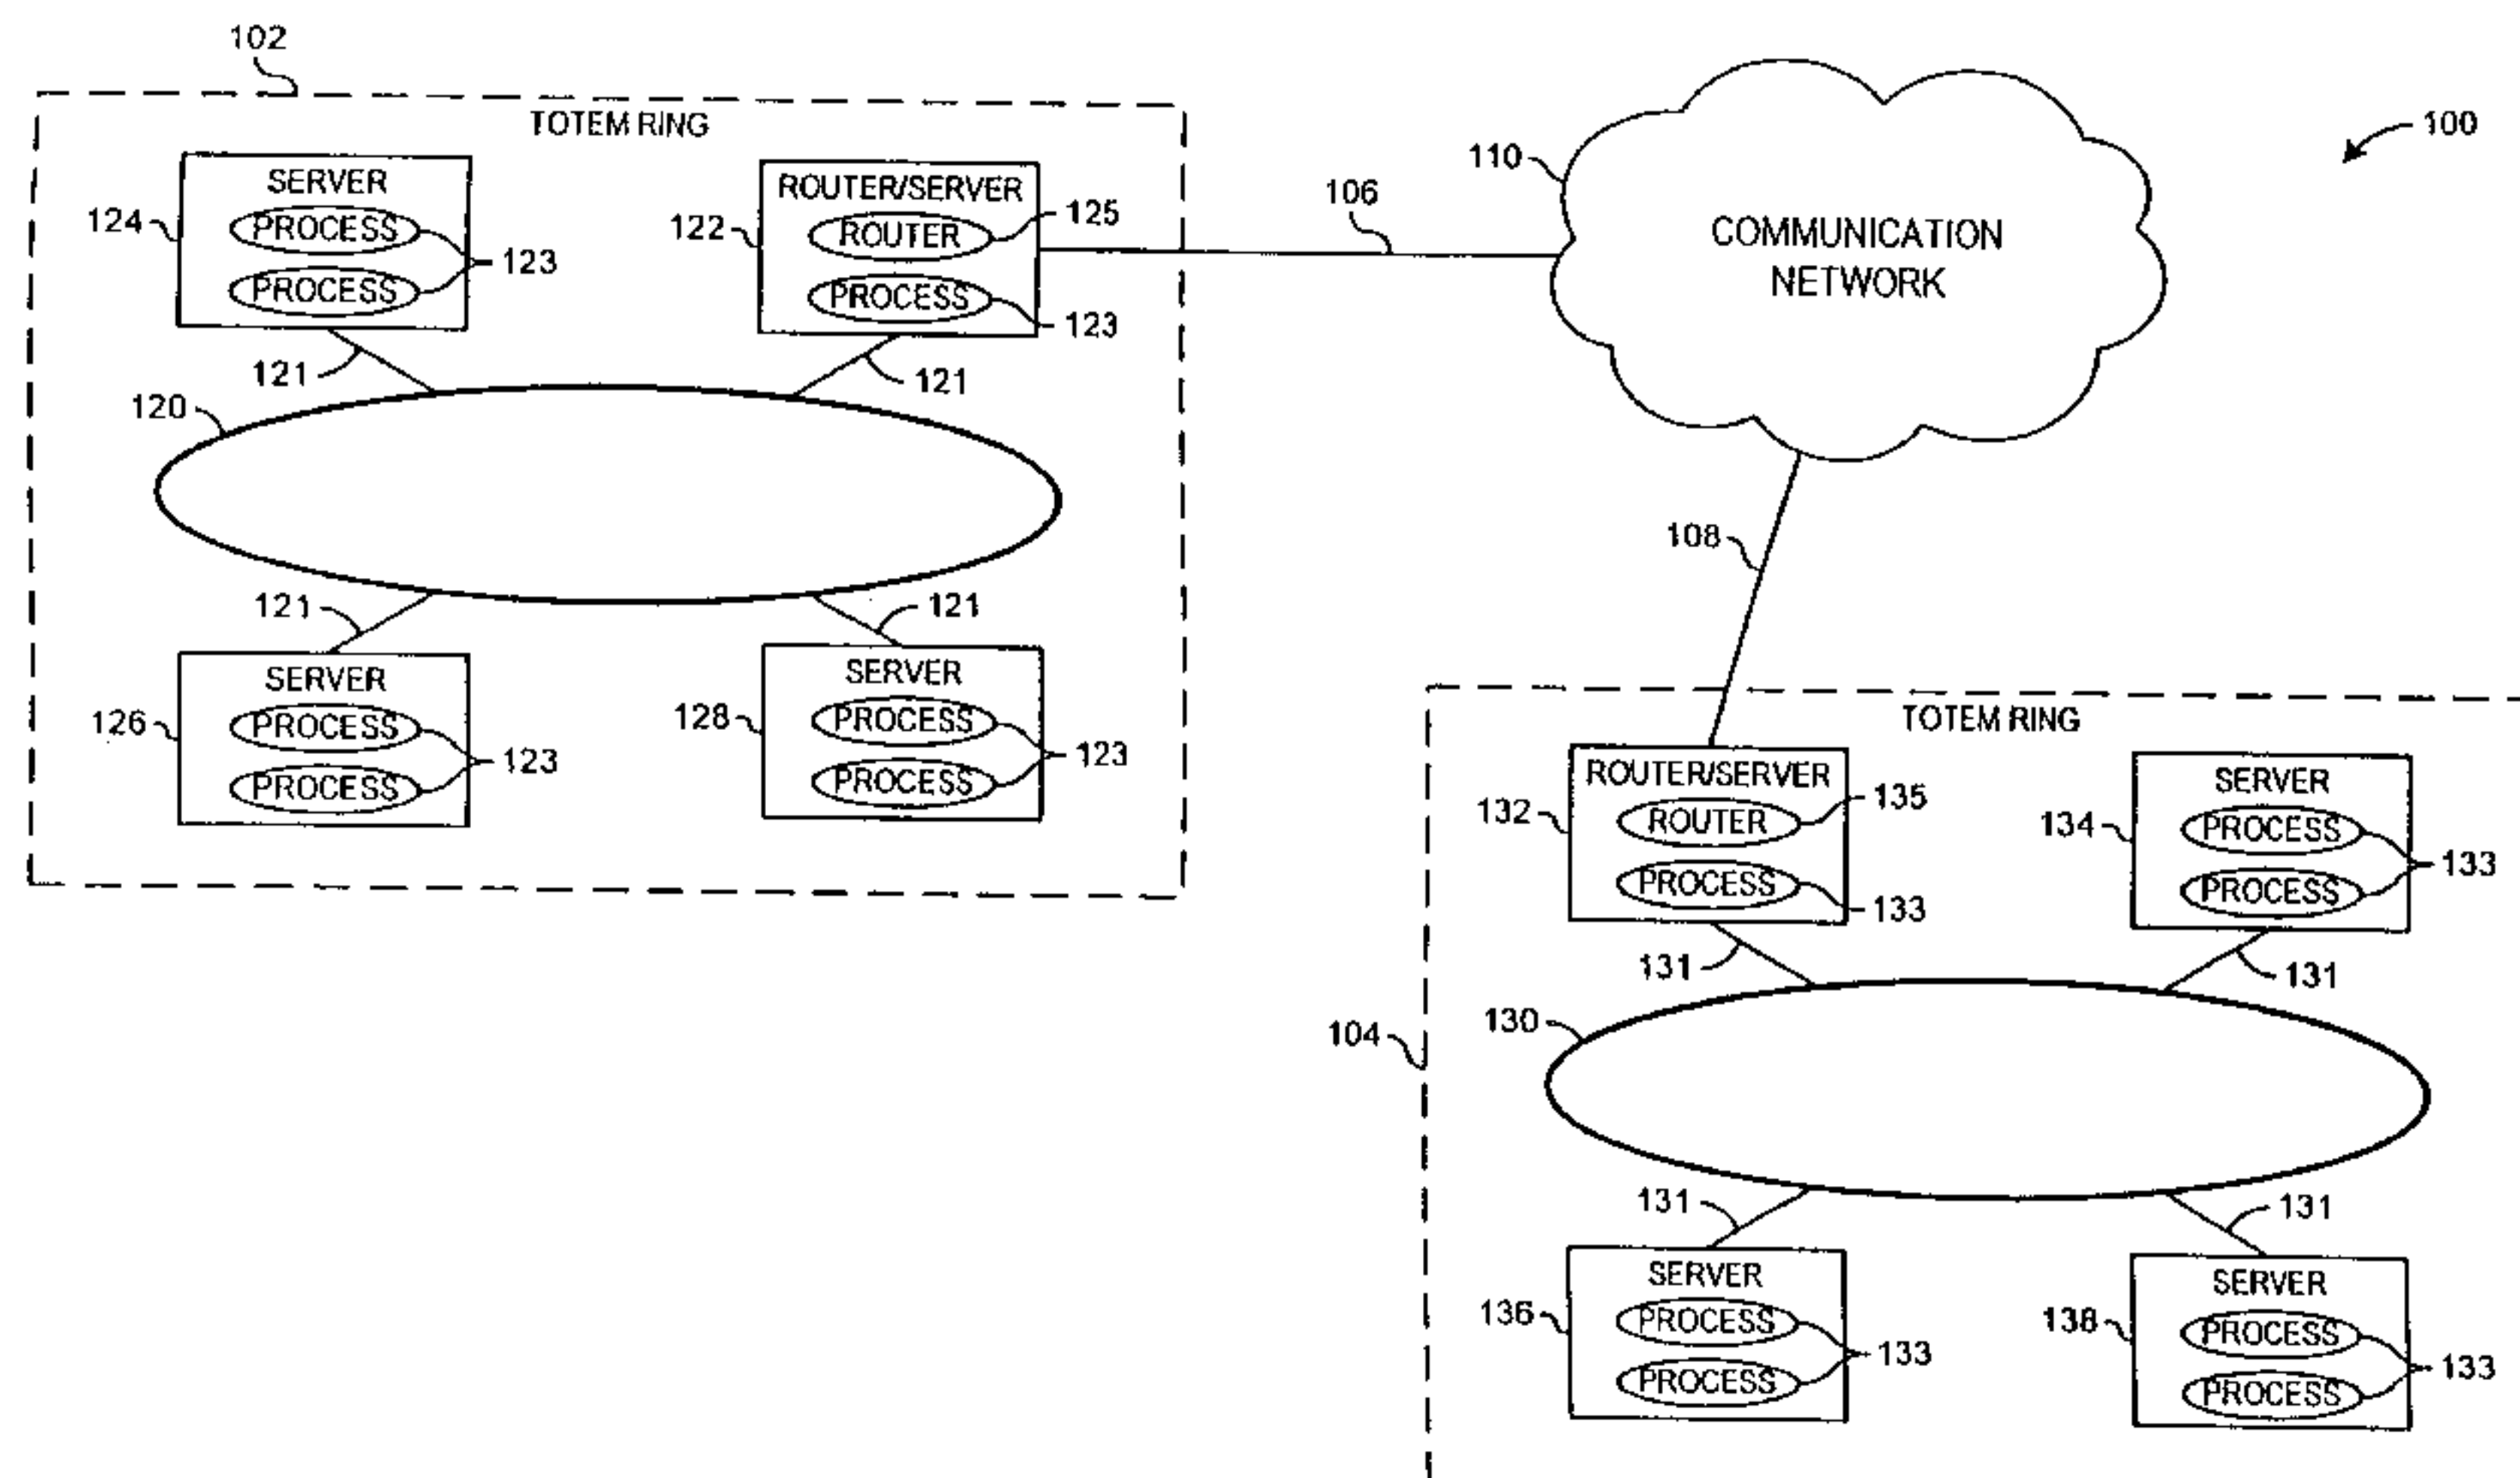 102
TOTEM RING
SERVER
PROCESS
PROCESS
124
123
ROUTER/SERVER
ROUTER
PROCESS
122
125
123
121
121
120
121
121
SERVER
PROCESS
PROCESS
126
123
SERVER
PROCESS
PROCESS
128
123
106
110
COMMUNICATION
NETWORK
100
108
TOTEM RING
ROUTER/SERVER
ROUTER
PROCESS
132
135
133
SERVER
PROCESS
PROCESS
134
133
131
131
104
130
131
131
SERVER
PROCESS
PROCESS
136
133
SERVER
PROCESS
PROCESS
138
133